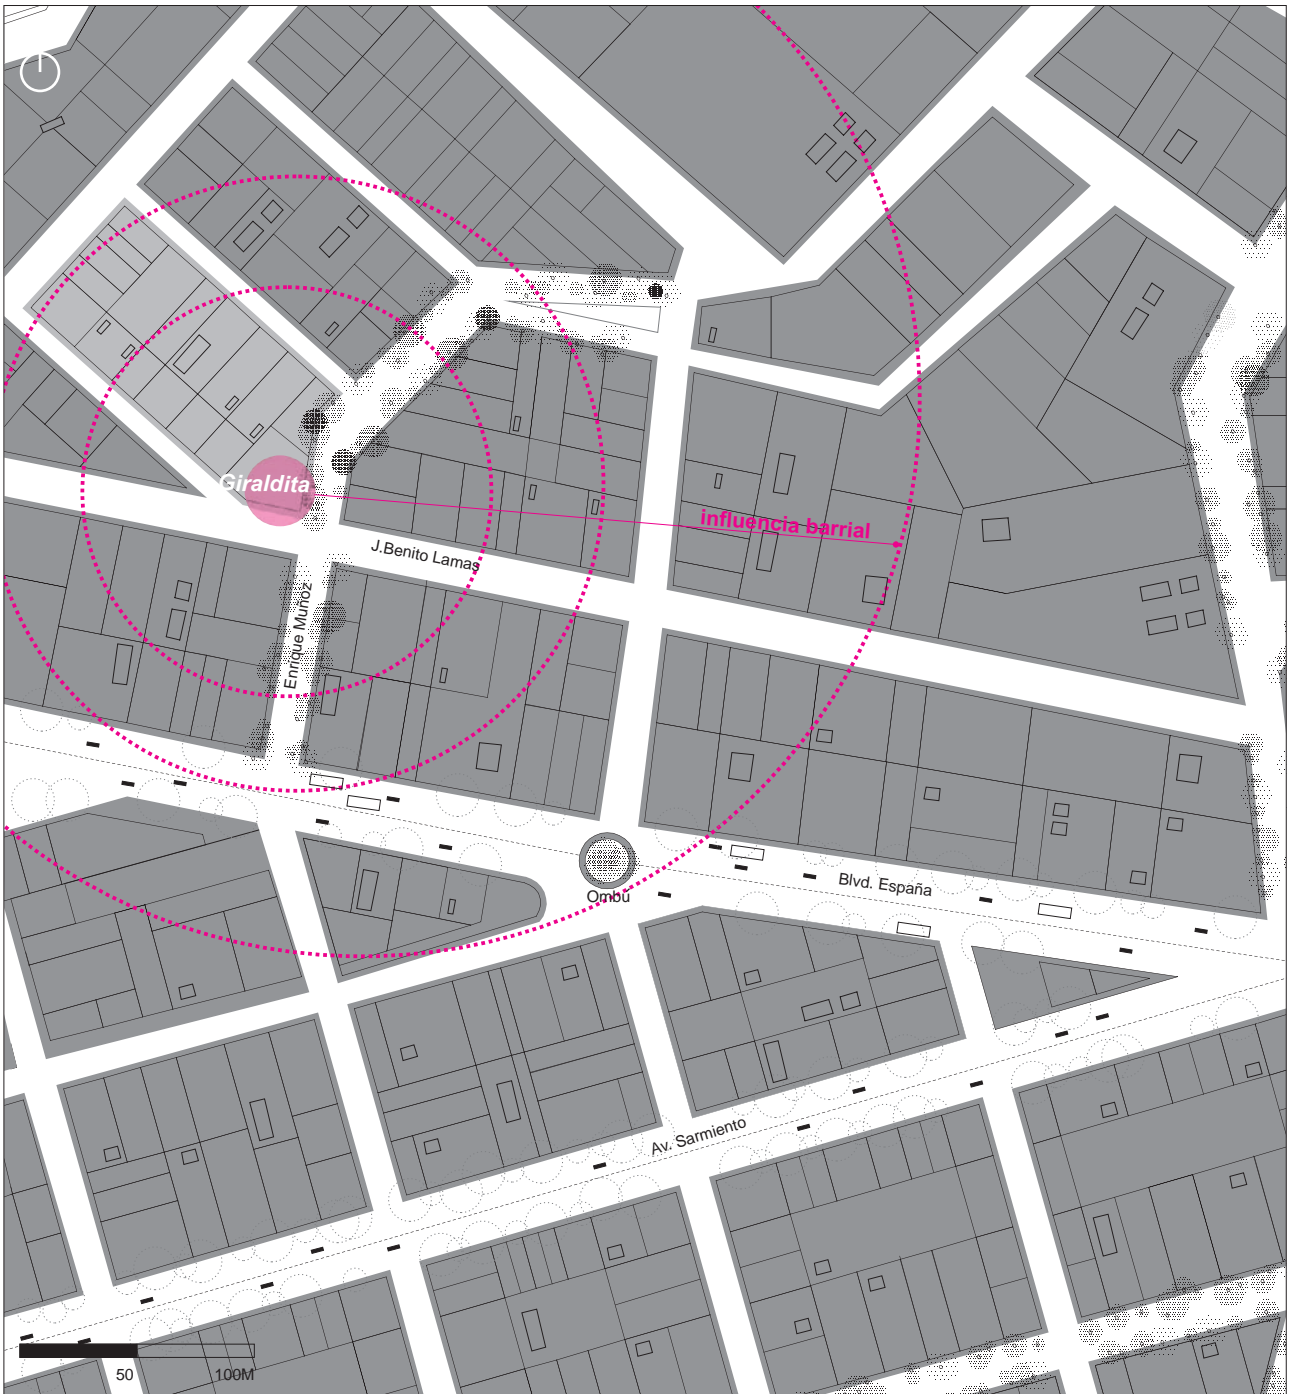 Giraldita
influencia barrial
J.Benito Lamas
Enrique Muñoz
Blvd. España
Ombú
Av. Sarmiento
50
100M